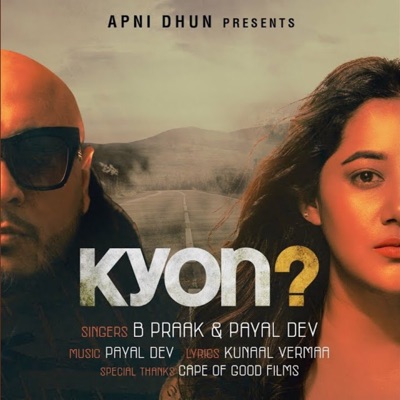 APNI DHUN PRESENTS
KYON?
SINGERS B PRAAK & PAYAL DEV
MUSIC PAYAL DEV LYRICS KUNAAL VERMAA
SPECIAL THANKS CAPE OF GOOD FILMS